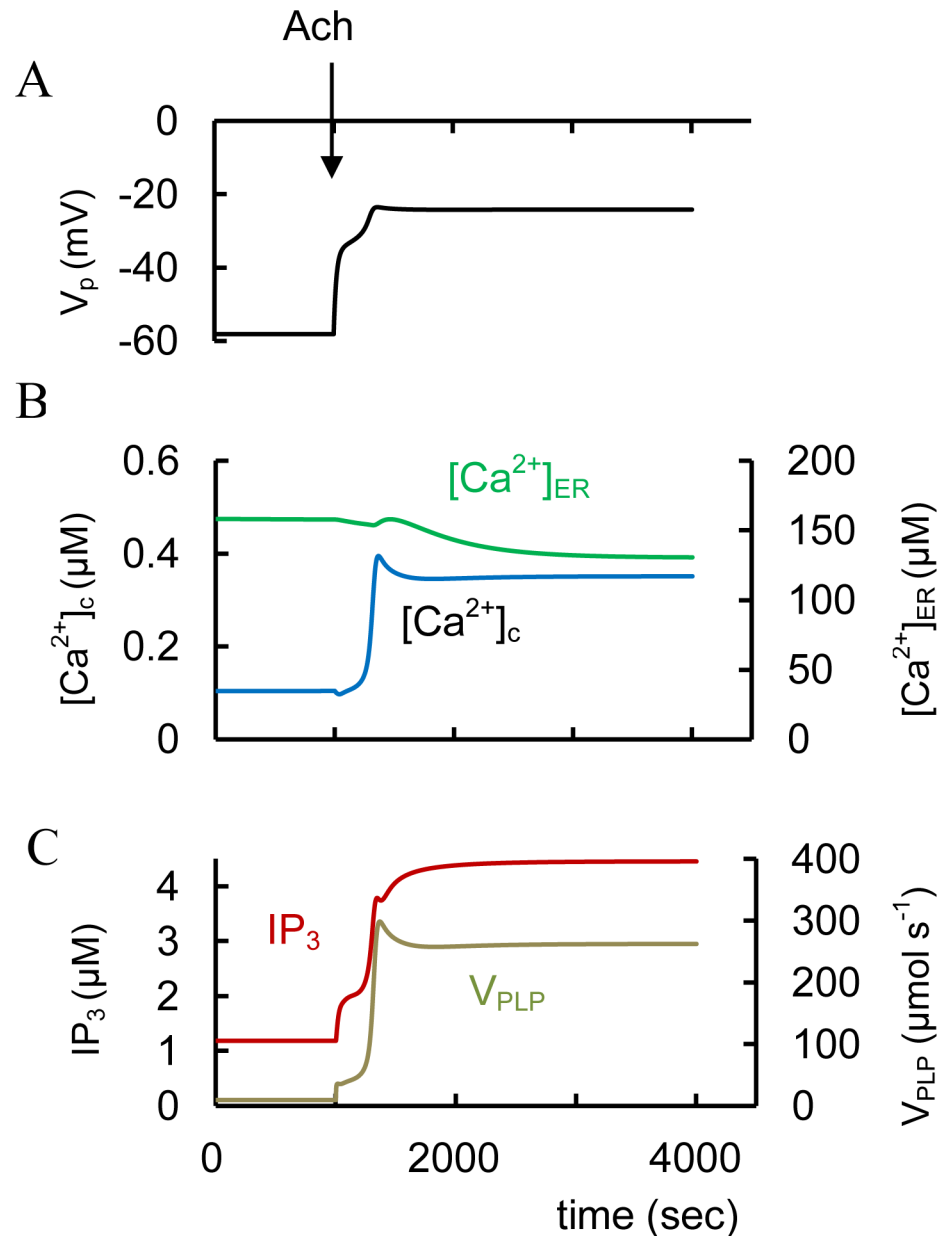 Ach
A
0
-20
-40
-60
Vp (mV)
B
0.6
0.4
0.2
0
[Ca²⁺]c (µM)
200
150
100
50
0
[Ca²⁺]ER (µM)
[Ca²⁺]ER
[Ca²⁺]c
C
4
3
2
1
0
IP₃ (µM)
400
300
200
100
0
VPLP (µmol s⁻¹)
IP₃
VPLP
0 2000 4000
time (sec)